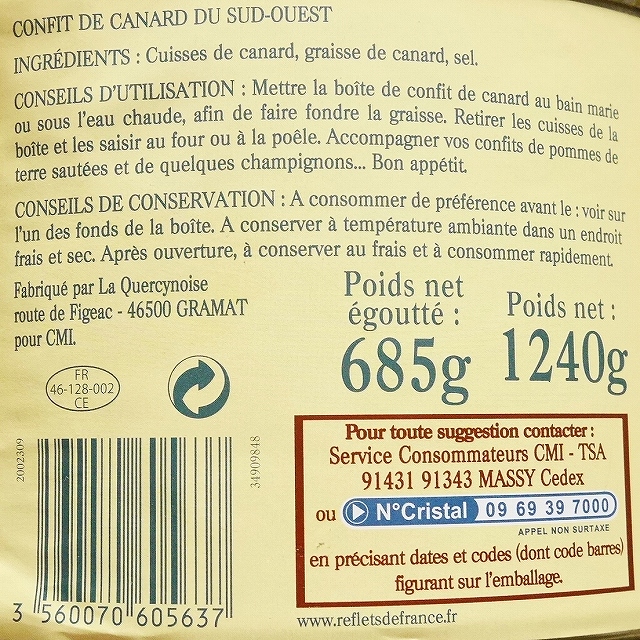 CONFIT DE CANARD DU SUD-OUEST
INGRÉDIENTS : Cuisses de canard, graisse de canard, sel.
CONSEILS D'UTILISATION : Mettre la boîte de confit de canard au bain marie
ou sous l'eau chaude, afin de faire fondre la graisse. Retirer les cuisses de la
boîte et les saisir au four ou à la poêle. Accompagner vos confits de pommes de
terre sautées et de quelques champignons... Bon appétit.
CONSEILS DE CONSERVATION : A consommer de préférence avant le : voir sur
l'un des fonds de la boîte. A conserver à température ambiante dans un endroit
frais et sec. Après ouverture, à conserver au frais et à consommer rapidement.
Fabriqué par La Quercynoise
route de Figeac - 46500 GRAMAT
pour CMI.
Poids net
égoutté :
685g
Poids net :
1240g
FR
46-128-002
CE
2002309
34909848
3 560070 605637
Pour toute suggestion contacter :
Service Consommateurs CMI - TSA
91431 91343 MASSY Cedex
ou N°Cristal 09 69 39 7000
APPEL NON SURTAXE
en précisant dates et codes (dont code barres)
figurant sur l'emballage.
www.refletsdefrance.fr